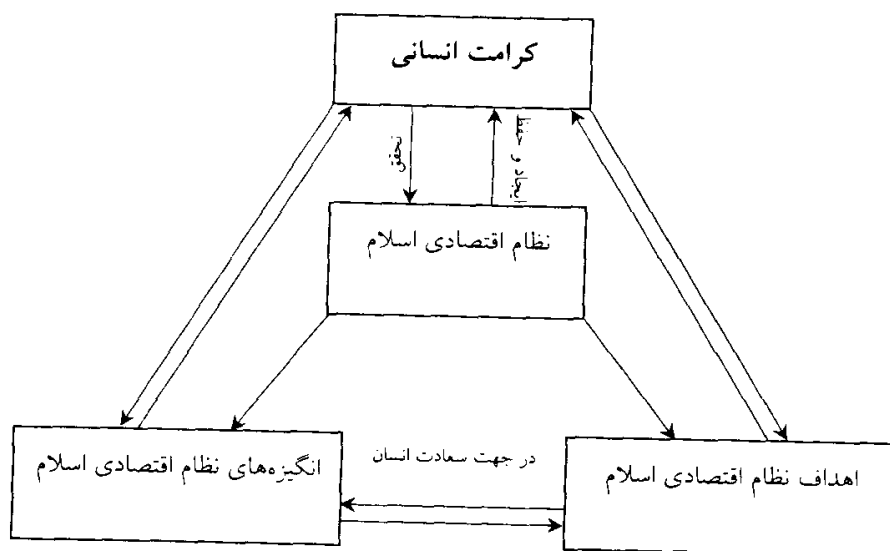 کرامت انسانی
تحقق
ایجاد و حفظ
نظام اقتصادی اسلام
در جهت سعادت انسان
اهداف نظام اقتصادی اسلام
انگیزه‌های نظام اقتصادی اسلام